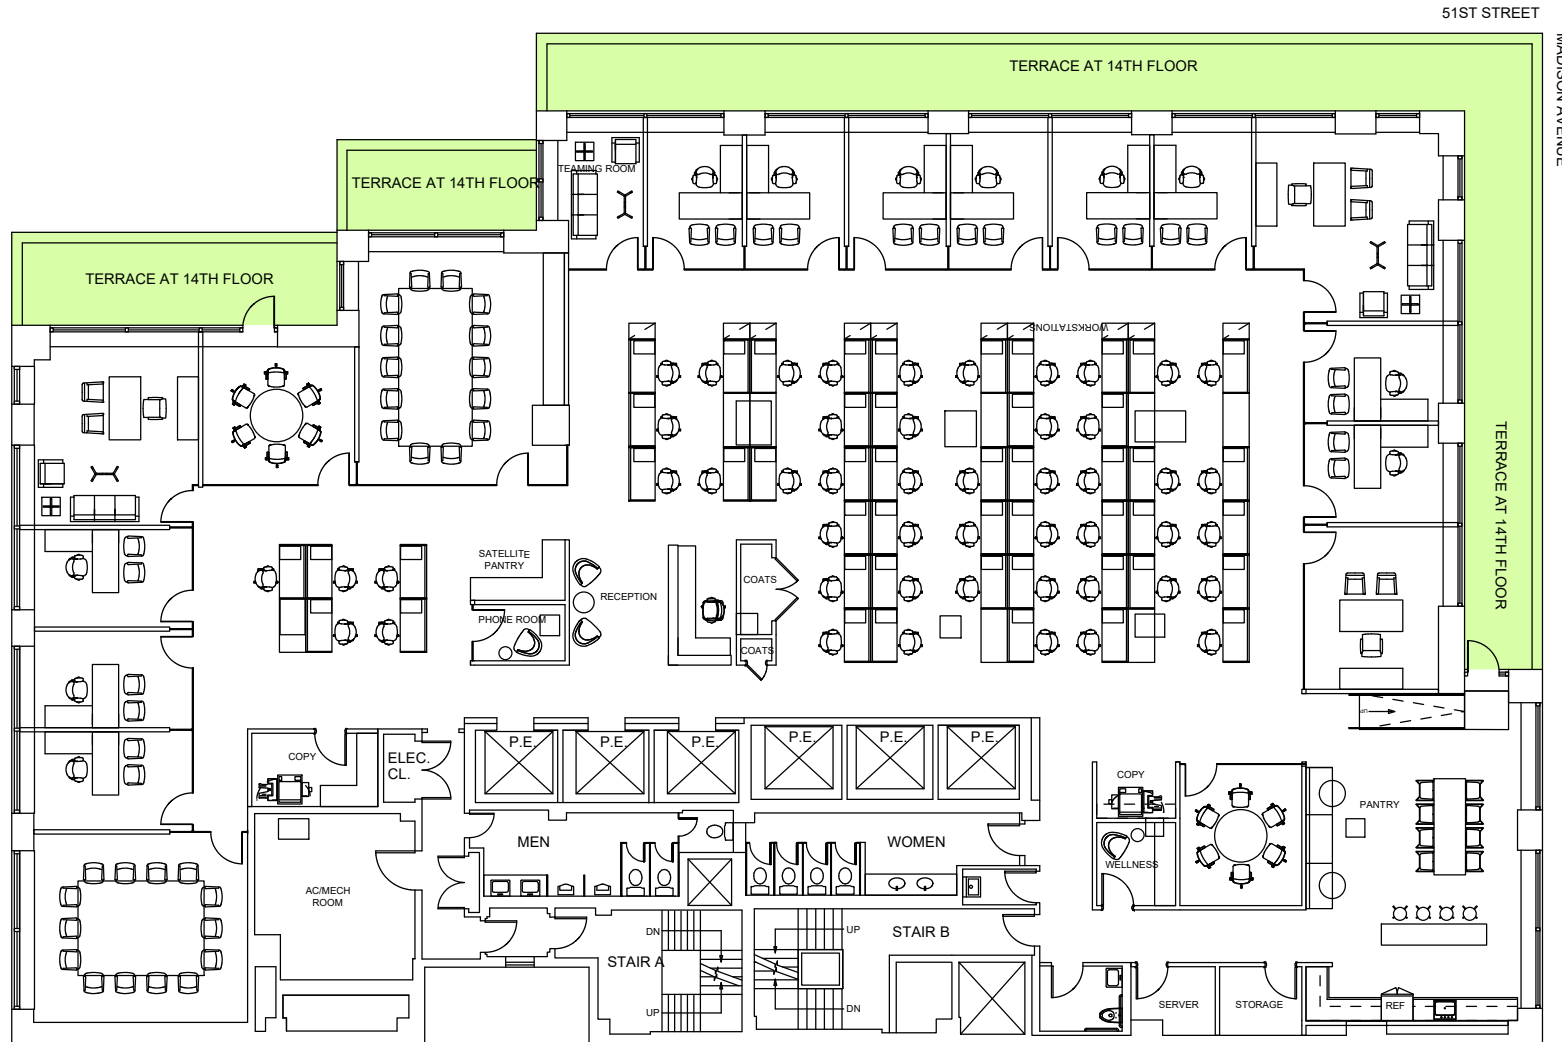 51ST STREET
MADISON AVENUE
TERRACE AT 14TH FLOOR
TERRACE AT 14TH FLOOR
TERRACE AT 14TH FLOOR
TERRACE AT 14TH FLOOR
TEAMING ROOM
WORKSTATIONS
SATELLITE
PANTRY
RECEPTION
PHONE ROOM
COATS
COATS
UP
COPY
ELEC.
CL.
P.E.
P.E.
P.E.
P.E.
P.E.
P.E.
COPY
PANTRY
MEN
WOMEN
WELLNESS
AC/MECH
ROOM
DN
UP
STAIR B
STAIR A
UP
DN
SERVER
STORAGE
REF